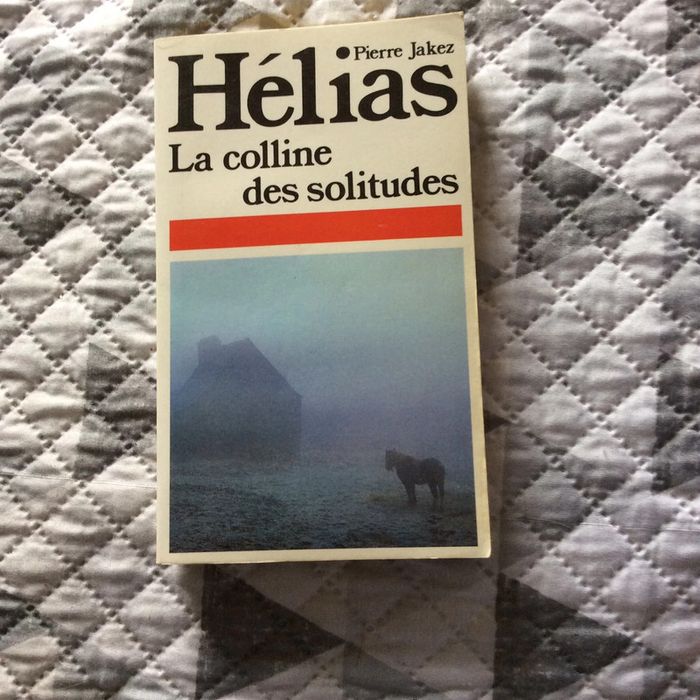 Pierre Jakez
Hélias
La colline
des solitudes